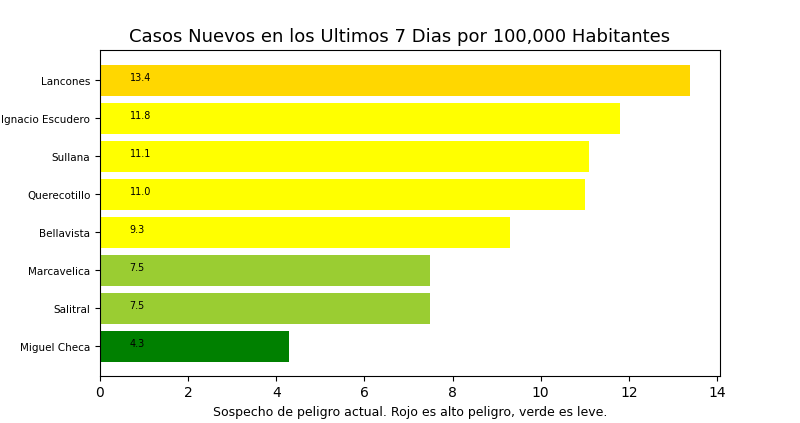 Casos Nuevos en los Ultimos 7 Dias por 100,000 Habitantes
Lancones 13.4
Ignacio Escudero 11.8
Sullana 11.1
Querecotillo 11.0
Bellavista 9.3
Marcavelica 7.5
Salitral 7.5
Miguel Checa 4.3
0 2 4 6 8 10 12 14
Sospecho de peligro actual. Rojo es alto peligro, verde es leve.